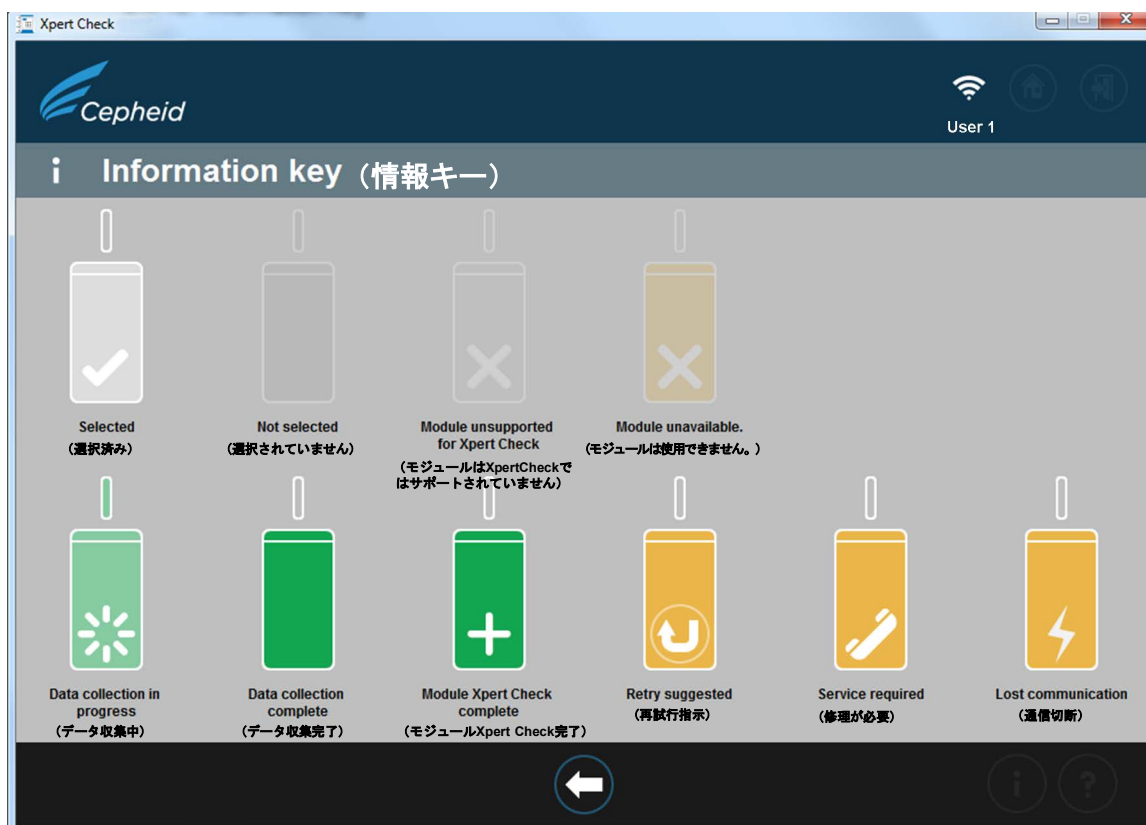 Xpert Check
Cepheid
User 1
i Information key（情報キー）
Selected
（選択済み）
Not selected
（選択されていません）
Module unsupported
for Xpert Check
（モジュールはXpertCheckで
はサポートされていません）
Module unavailable.
（モジュールは使用できません。）
Data collection in
progress
（データ収集中）
Data collection
complete
（データ収集完了）
Module Xpert Check
complete
（モジュールXpert Check完了）
Retry suggested
（再試行指示）
Service required
（修理が必要）
Lost communication
（通信切断）
i ?